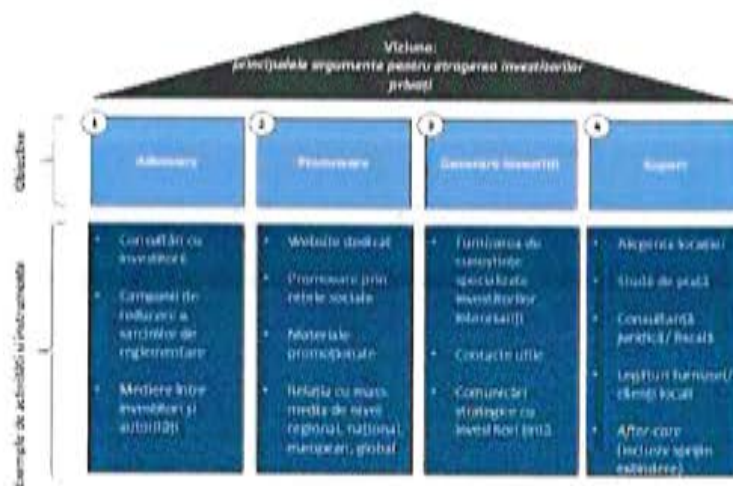 Viziune:
principalele argumente pentru atragerea investitorilor
privați
Obiective
1
2
3
4
Promovare
Generare investiții
Suport
Exemple de activități și instrumente
Consultări cu
investitorii
Campanii de
reducere a
sarcinilor de
reglementare
Mediere între
investitori și
autorități
Website dedicat
Promovare prin
rețele sociale
Materiale
promoționale
Relația cu mass
media de nivel
regional, național,
european, global
Furnizarea de
cunoștințe
specializate
investitorilor
interesați
Contacte utile
Comunicări
strategice cu
investitori țintă
Alegerea locației
Studii de piață
Consultanță
juridică/ fiscală
Legături furnizori/
clienți locali
After-care
(inclusiv sprijin
extindere)